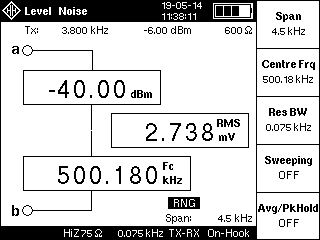 Level Noise 19-05-14
11:38:11
Tx: 3.800 kHz -6.00 dBm 600 Ω
a
-40.00 dBm
2.738 RMS mV
500.180 Fc kHz
b
RNG
Span: 4.5 kHz
HiZ75 Ω 0.075 kHz TX-RX On-Hook
Span
4.5 kHz
Centre Frq
500.18 kHz
Res BW
0.075 kHz
Sweeping
OFF
Avg/PkHold
OFF